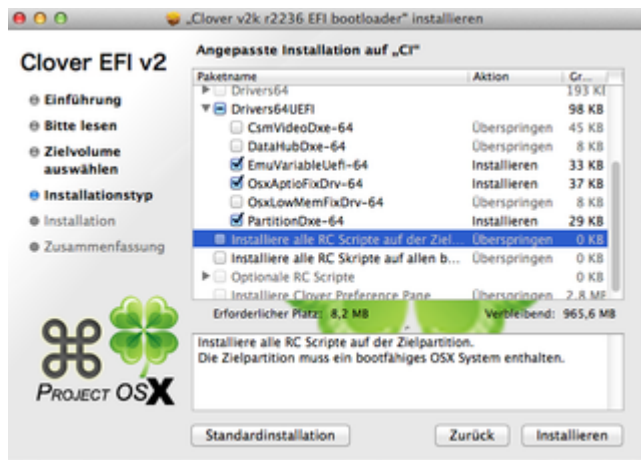 „Clover v2k r2236 EFI bootloader" installieren
Clover EFI v2
Einführung
Bitte lesen
Zielvolume
auswählen
Installationstyp
Installation
Zusammenfassung
PROJECT OSX
Angepasste Installation auf „CI"
Paketname Aktion Gr...
Drivers64 193 KB
Drivers64UEFI 98 KB
CsmVideoDxe-64 Überspringen 45 KB
DataHubDxe-64 Überspringen 8 KB
EmuVariableUefi-64 Installieren 33 KB
OsxAptioFixDrv-64 Installieren 37 KB
OsxLowMemFixDrv-64 Überspringen 8 KB
PartitionDxe-64 Installieren 29 KB
Installiere alle RC Scripte auf der Ziel... Überspringen 0 KB
Installiere alle RC Skripte auf allen b... Überspringen 0 KB
Optionale RC Scripte 0 KB
Installiere Clover Preference Pane Überspringen 2,8 MB
Erforderlicher Platz: 8,2 MB Verbleibend: 965,6 MB
Installiere alle RC Scripte auf der Zielpartition.
Die Zielpartition muss ein bootfähiges OSX System enthalten.
Standardinstallation Zurück Installieren